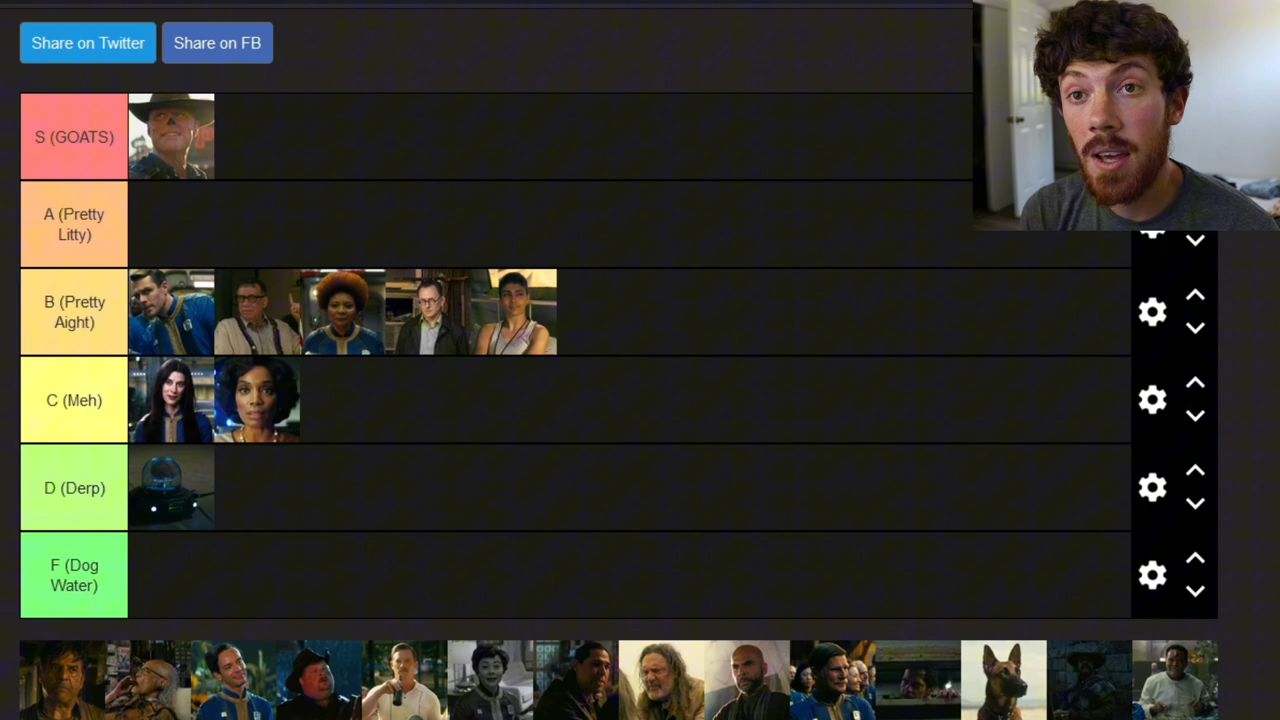 Share on Twitter
Share on FB
S (GOATS)
A (Pretty
Litty)
B (Pretty
Aight)
C (Meh)
D (Derp)
F (Dog
Water)